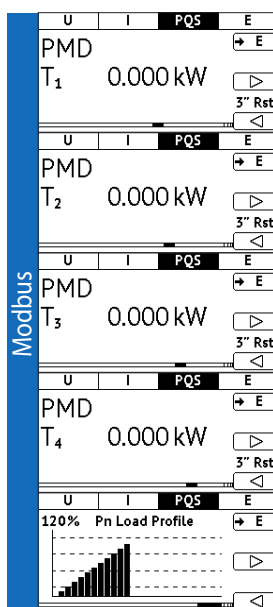 Modbus
U I PQS E
PMD → E
T₁ 0.000 kW
3" Rst
U I PQS E
PMD → E
T₂ 0.000 kW
3" Rst
U I PQS E
PMD → E
T₃ 0.000 kW
3" Rst
U I PQS E
PMD → E
T₄ 0.000 kW
3" Rst
U I PQS E
120% Pn Load Profile → E